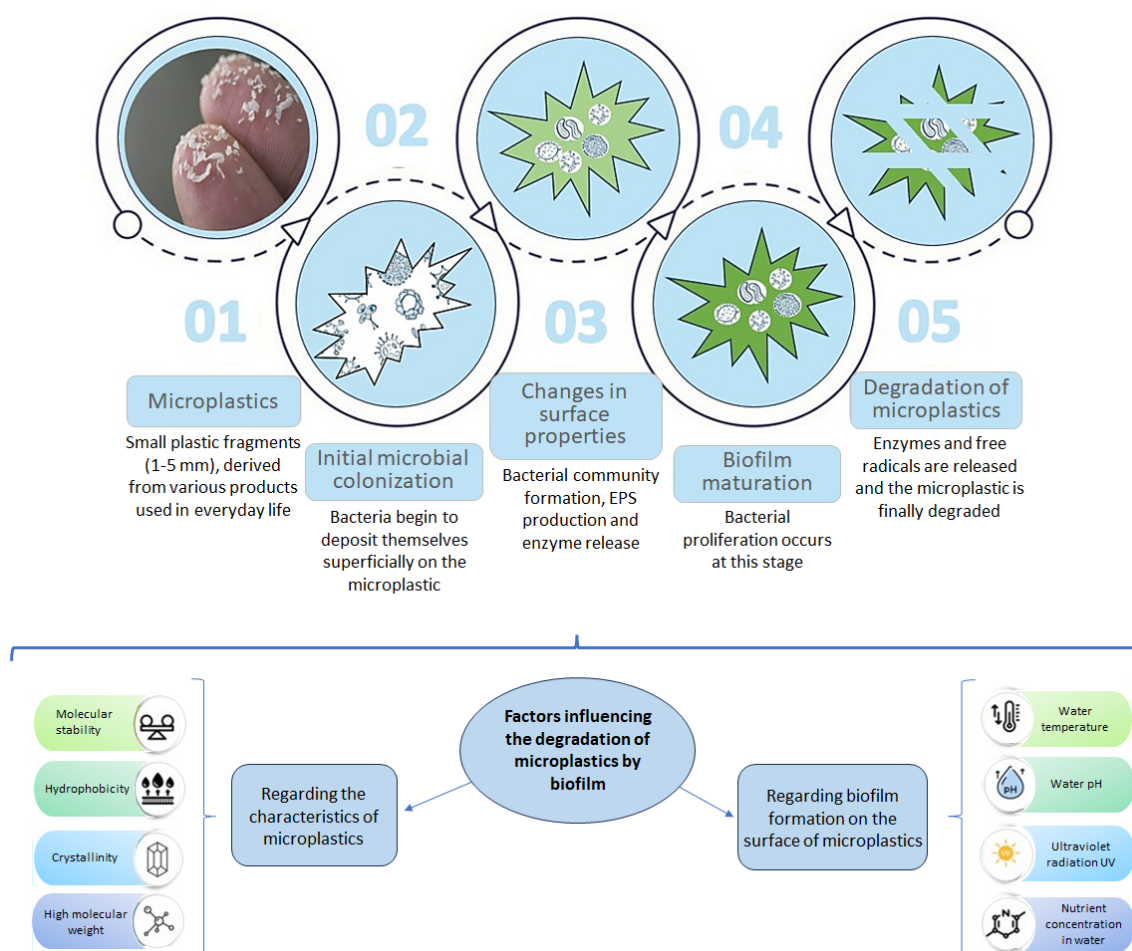 02
04
01
03
05
Microplastics
Small plastic fragments
(1-5 mm), derived
from various products
used in everyday life
Initial microbial
colonization
Bacteria begin to
deposit themselves
superficially on the
microplastic
Changes in
surface
properties
Bacterial community
formation, EPS
production and
enzyme release
Biofilm
maturation
Bacterial
proliferation occurs
at this stage
Degradation of
microplastics
Enzymes and free
radicals are released
and the microplastic is
finally degraded
Factors influencing
the degradation of
microplastics by
biofilm
Regarding the
characteristics of
microplastics
Molecular
stability
Hydrophobicity
Crystallinity
High molecular
weight
Regarding biofilm
formation on the
surface of microplastics
Water
temperature
pH
Water pH
UV
Ultraviolet
radiation UV
N
Nutrient
concentration
in water